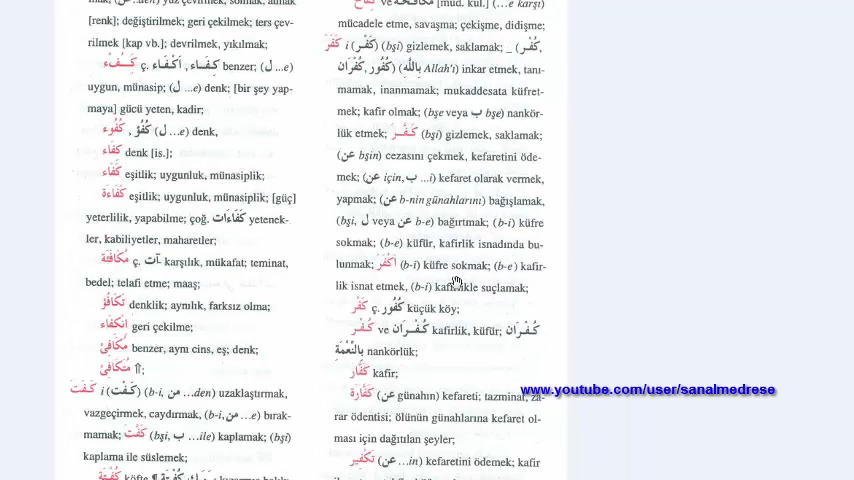 [renk]; değiştirilmek; geri çekilmek; ters çev-
rilmek [kap vb.]; devrilmek, yıkılmak;
كُفْء ç. كِفَاء ,أَكْفَاء benzer; (ل ...e)
uygun, münasip; (ل ...e) denk; [bir şey yap-
maya] gücü yeten, kadir;
كُفُوء , كُفُؤ (ل ...e) denk,
كِفَاء denk [is.];
كَفَاء eşitlik; uygunluk, münasiplik;
كَفَاءَة eşitlik; uygunluk, münasiplik; [güç]
yeterlilik, yapabilme; çoğ. كَفَاءَات yetenek-
ler, kabiliyetler, maharetler;
مُكَافَأَة ç. ـَات karşılık, mükafat; teminat,
bedel; telafi etme; maaş;
تَكَافُؤ denklik; aynılık, farksız olma;
اِنْكِفَاء geri çekilme;
مُكَافِئ benzer, aynı cins, eş; denk;
مُتَكَافِئ ⇑;
كَفَتَ i (كَفْت) (b-i, من ...den) uzaklaştırmak,
vazgeçirmek, caydırmak, (b-i, من ...e) bırak-
mamak; كَفَّتَ (bşi, ب ...ile) kaplamak; (bşi)
kaplama ile süslemek;
[müd. kul.] (...e karşı)
mücadele etme, savaşma; çekişme, didişme;
كَفَرَ i (كَفْر) (bşi) gizlemek, saklamak; _ (كُفْر,
كُفْرَان ,كُفُور) (بِاللّٰهِ Allah'ı) inkar etmek, tanı-
mamak, inanmamak; mukaddesata küfret-
mek; kafir olmak; (bşe veya ب bşe) nankör-
lük etmek; كَفَّرَ (bşi) gizlemek, saklamak;
(عن bşin) cezasını çekmek, kefaretini öde-
mek; (عن için, ب ...i) kefaret olarak vermek,
yapmak; (عن b-nin günahlarını) bağışlamak,
(bşi, ل veya عن b-e) bağırtmak; (b-i) küfre
sokmak; (b-e) küfür, kafirlik isnadında bu-
lunmak; أَكْفَرَ (b-i) küfre sokmak; (b-e) kafir-
lik isnat etmek, (b-i) kafirlikle suçlamak;
كَفْر ç. كُفُور küçük köy;
كُفْر ve كُفْرَان kafirlik, küfür; كُفْرَان
بِالنِّعْمَةِ nankörlük;
كَفَّار kafir;
كَفَّارَة (عن günahın) kefareti; tazminat, za-
rar ödentisi; ölünün günahlarına kefaret ol-
ması için dağıtılan şeyler;
تَكْفِير (عن ...in) kefaretini ödemek; kafir
www.youtube.com/user/sanalmedrese